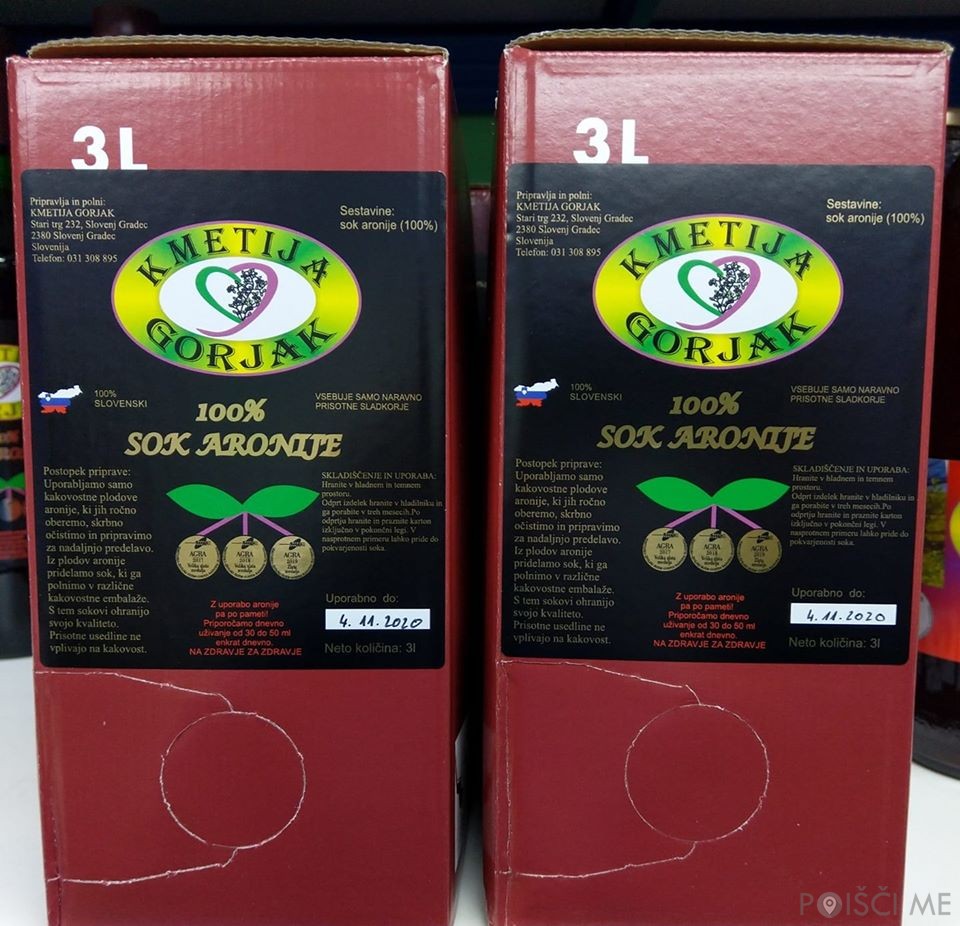 3L
Pripravlja in polni:
KMETIJA GORJAK
Stari trg 232, Slovenj Gradec
2380 Slovenj Gradec
Slovenija
Telefon: 031 308 895
Sestavine:
sok aronije (100%)
KMETIJA
GORJAK
100%
SLOVENSKI
VSEBUJE SAMO NARAVNO
PRISOTNE SLADKORJE
100%
SOK ARONIJE
Postopek priprave:
Uporabljamo samo
kakovostne plodove
aronije, ki jih ročno
oberemo, skrbno
očistimo in pripravimo
za nadaljnjo predelavo.
Iz plodov aronije
pridelamo sok, ki ga
polnimo v različne
kakovostne embalaže.
S tem sokovi ohranijo
svojo kvaliteto.
Prisotne usedline ne
vplivajo na kakovost.
SKLADIŠČENJE IN UPORABA:
Hranite v hladnem in temnem
prostoru.
Odprt izdelek hranite v hladilniku in
ga porabite v treh mesecih.Po
odprtju hranite in praznite karton
izključno v pokončni legi. V
nasprotnem primeru lahko pride do
pokvarjenosti soka.
AGRA
2017
AGRA
2018
AGRA
2019
Z uporabo aronije
pa po pameti!
Priporočamo dnevno
uživanje od 30 do 50 ml
enkrat dnevno.
NA ZDRAVJE ZA ZDRAVJE
Uporabno do:
4. 11. 2020
Neto količina: 3l
3L
Pripravlja in polni:
KMETIJA GORJAK
Stari trg 232, Slovenj Gradec
2380 Slovenj Gradec
Slovenija
Telefon: 031 308 895
Sestavine:
sok aronije (100%)
KMETIJA
GORJAK
100%
SLOVENSKI
VSEBUJE SAMO NARAVNO
PRISOTNE SLADKORJE
100%
SOK ARONIJE
Postopek priprave:
Uporabljamo samo
kakovostne plodove
aronije, ki jih ročno
oberemo, skrbno
očistimo in pripravimo
za nadaljnjo predelavo.
Iz plodov aronije
pridelamo sok, ki ga
polnimo v različne
kakovostne embalaže.
S tem sokovi ohranijo
svojo kvaliteto.
Prisotne usedline ne
vplivajo na kakovost.
SKLADIŠČENJE IN UPORABA:
Hranite v hladnem in temnem
prostoru.
Odprt izdelek hranite v hladilniku in
ga porabite v treh mesecih.Po
odprtju hranite in praznite karton
izključno v pokončni legi. V
nasprotnem primeru lahko pride do
pokvarjenosti soka.
AGRA
2017
AGRA
2018
AGRA
2019
Z uporabo aronije
pa po pameti!
Priporočamo dnevno
uživanje od 30 do 50 ml
enkrat dnevno.
NA ZDRAVJE ZA ZDRAVJE
Uporabno do:
4. 11. 2020
Neto količina: 3l
POIŠČI ME